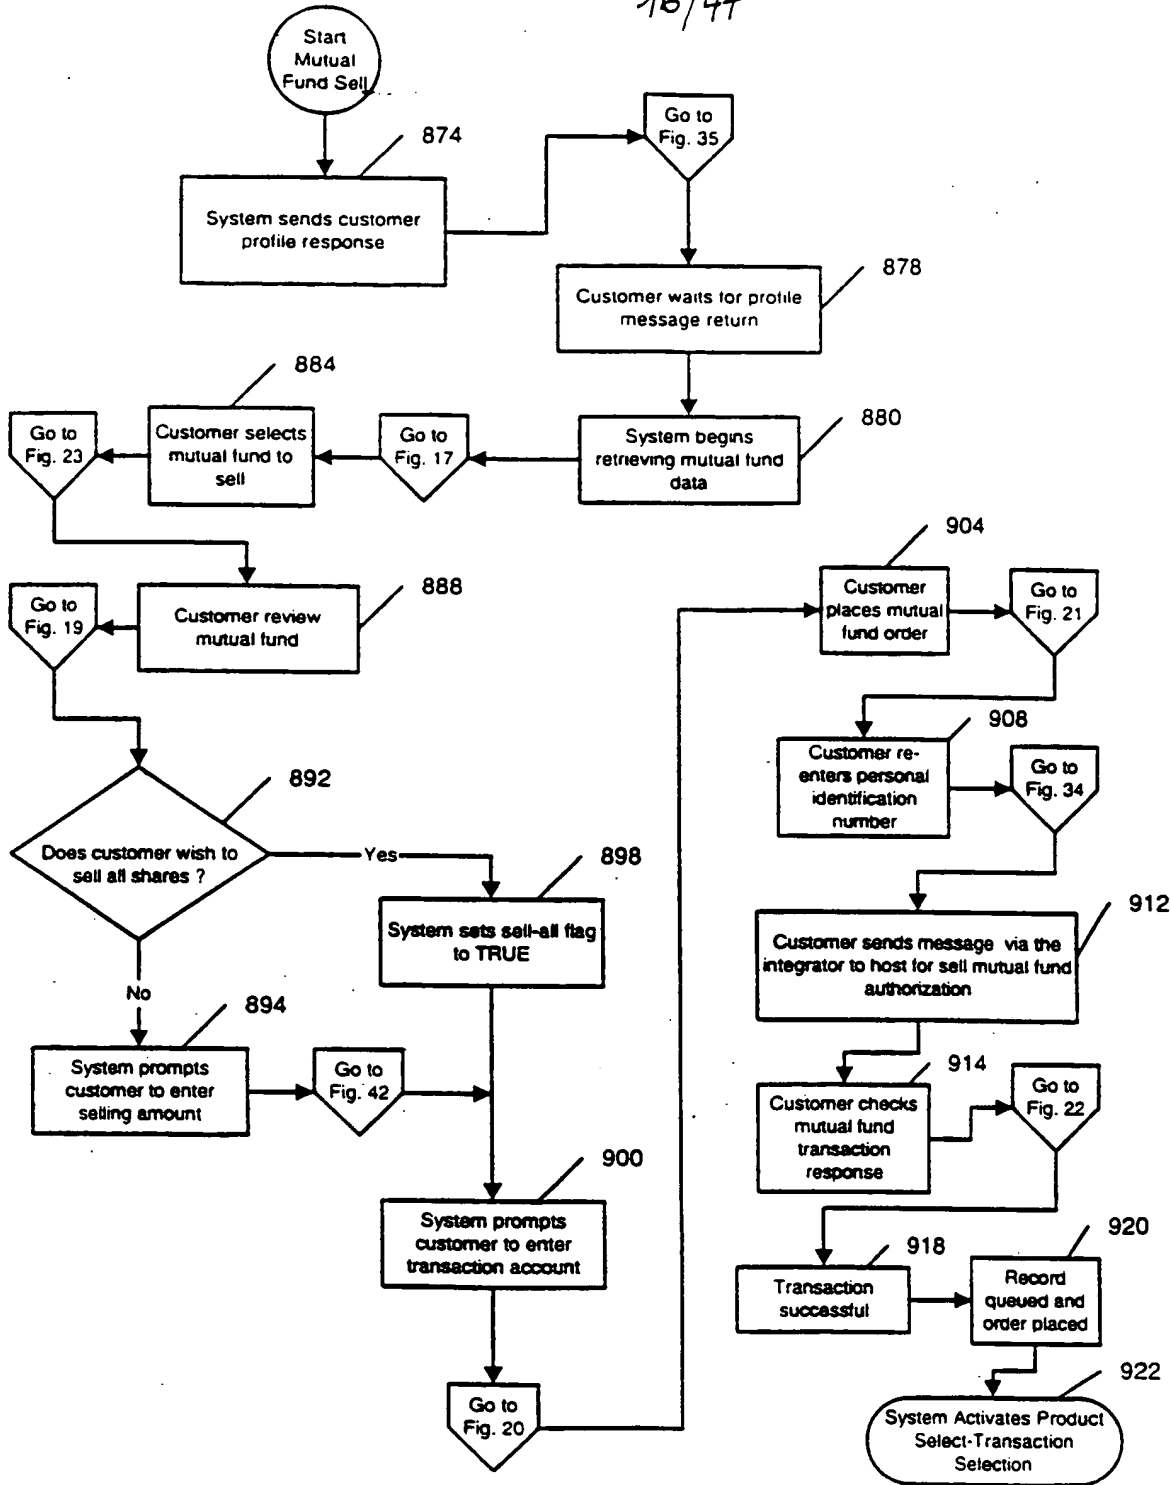 16/47
Start
Mutual
Fund Sell
874
System sends customer
profile response
Go to
Fig. 35
878
Customer waits for profile
message return
880
System begins
retrieving mutual fund
data
Go to
Fig. 17
884
Customer selects
mutual fund to
sell
Go to
Fig. 23
888
Customer review
mutual fund
Go to
Fig. 19
892
Does customer wish to
sell all shares ?
Yes
No
898
System sets sell-all flag
to TRUE
894
System prompts
customer to enter
selling amount
Go to
Fig. 42
900
System prompts
customer to enter
transaction account
Go to
Fig. 20
904
Customer
places mutual
fund order
Go to
Fig. 21
908
Customer re-
enters personal
identification
number
Go to
Fig. 34
912
Customer sends message via the
integrator to host for sell mutual fund
authorization
914
Customer checks
mutual fund
transaction
response
Go to
Fig. 22
918
Transaction
successful
920
Record
queued and
order placed
922
System Activates Product
Select-Transaction
Selection